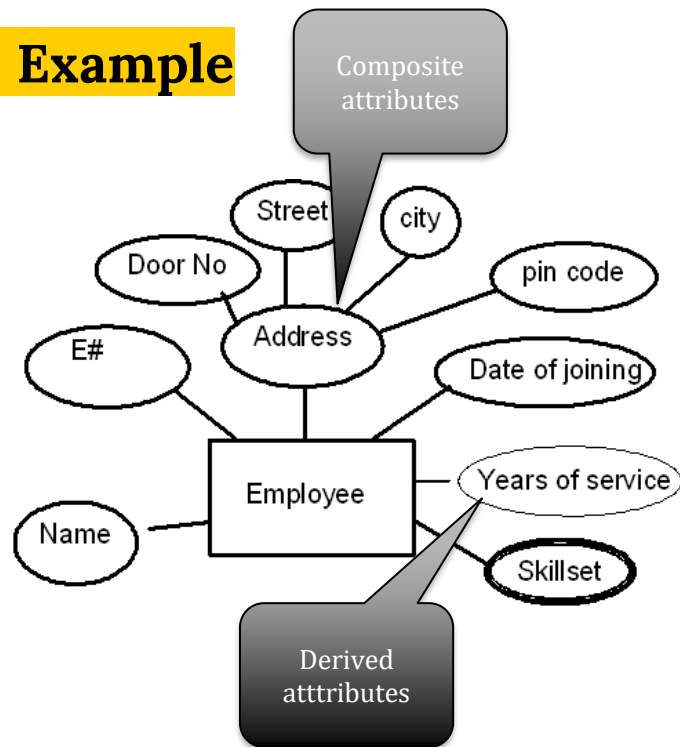 Example
Composite
attributes
Street
city
Door No
pin code
Address
E#
Date of joining
Years of service
Employee
Name
Skillset
Derived
atttributes